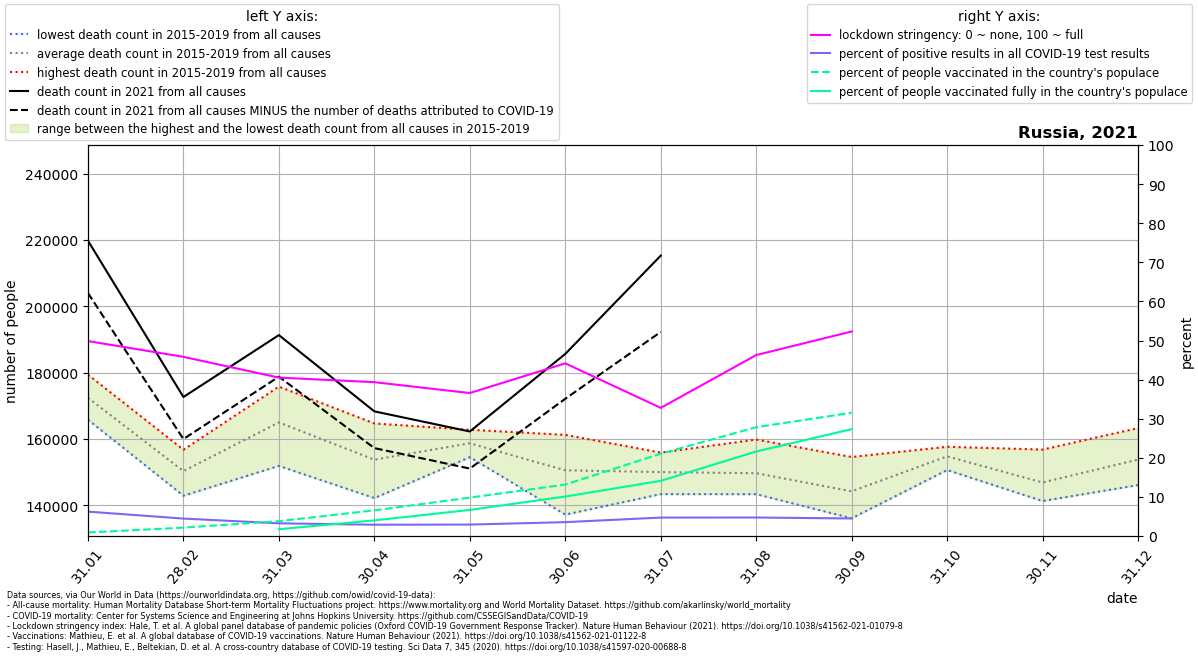 left Y axis:
lowest death count in 2015-2019 from all causes
average death count in 2015-2019 from all causes
highest death count in 2015-2019 from all causes
death count in 2021 from all causes
death count in 2021 from all causes MINUS the number of deaths attributed to COVID-19
range between the highest and the lowest death count from all causes in 2015-2019
right Y axis:
lockdown stringency: 0 ~ none, 100 ~ full
percent of positive results in all COVID-19 test results
percent of people vaccinated in the country's populace
percent of people vaccinated fully in the country's populace
Russia, 2021
number of people
240000
220000
200000
180000
160000
140000
100
90
80
70
60
50
40
30
20
10
0
percent
31.01
28.02
31.03
30.04
31.05
30.06
31.07
31.08
30.09
31.10
30.11
31.12
date
Data sources, via Our World in Data (https://ourworldindata.org, https://github.com/owid/covid-19-data):
- All-cause mortality: Human Mortality Database Short-term Mortality Fluctuations project. https://www.mortality.org and World Mortality Dataset. https://github.com/akarlinsky/world_mortality
- COVID-19 mortality: Center for Systems Science and Engineering at Johns Hopkins University. https://github.com/CSSEGISandData/COVID-19
- Lockdown stringency index: Hale, T. et al. A global panel database of pandemic policies (Oxford COVID-19 Government Response Tracker). Nature Human Behaviour (2021). https://doi.org/10.1038/s41562-021-01079-8
- Vaccinations: Mathieu, E. et al. A global database of COVID-19 vaccinations. Nature Human Behaviour (2021). https://doi.org/10.1038/s41562-021-01122-8
- Testing: Hasell, J., Mathieu, E., Beltekian, D. et al. A cross-country database of COVID-19 testing. Sci Data 7, 345 (2020). https://doi.org/10.1038/s41597-020-00688-8